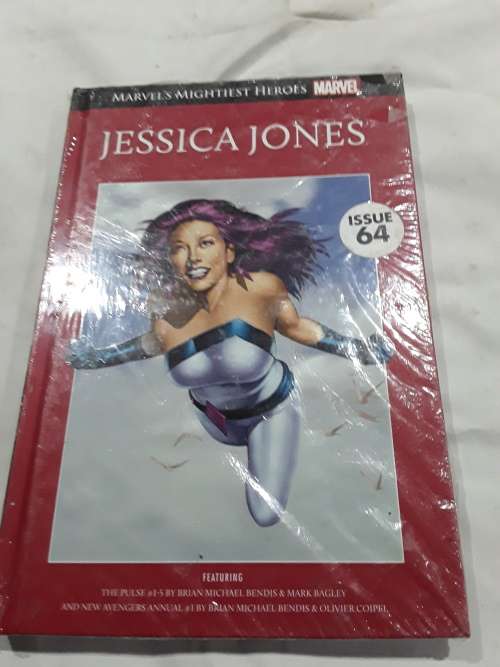 MARVEL'S MIGHTIEST HEROES MARVEL
JESSICA JONES
ISSUE
64
FEATURING
THE PULSE #1-5 BY BRIAN MICHAEL BENDIS & MARK BAGLEY
AND NEW AVENGERS ANNUAL #1 BY BRIAN MICHAEL BENDIS & OLIVIER COIPEL